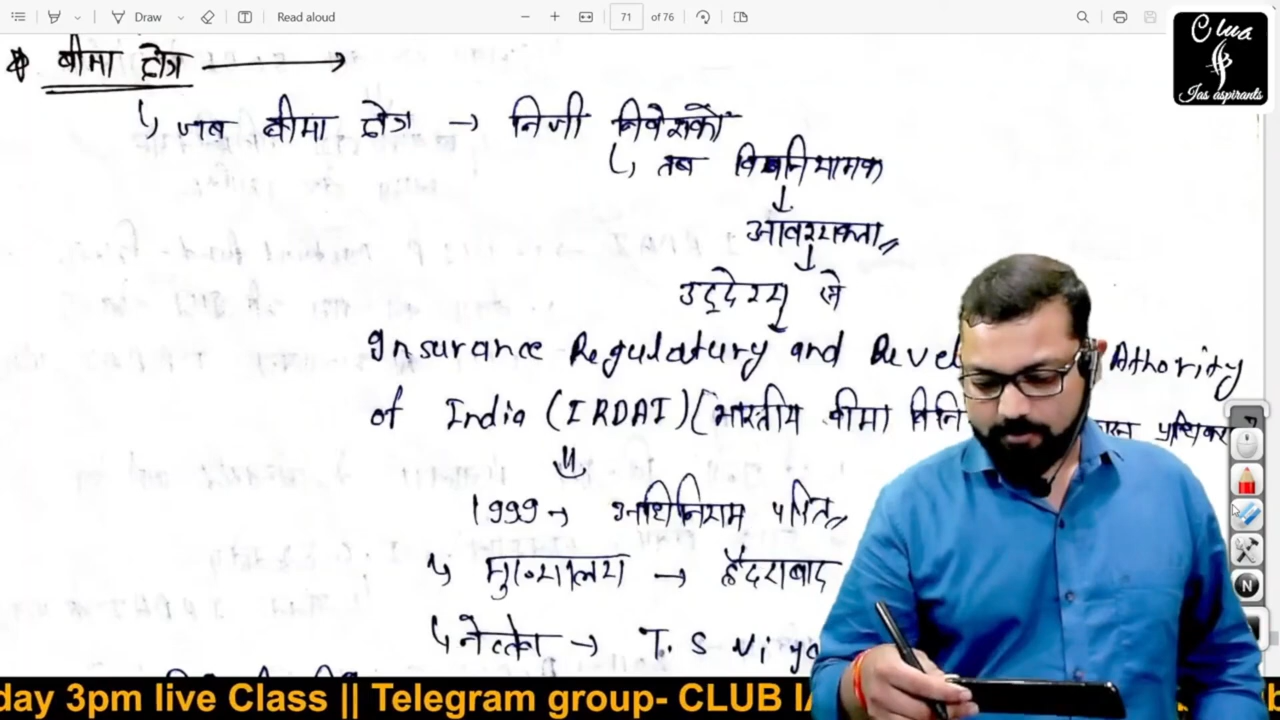 Draw
Read aloud
71 of 76
Club
Ias aspirants
* बीमा क्षेत्र →
↳ जब बीमा क्षेत्र → निजी निवेशकों
↳ तब विनियामक
↓
आवश्यकता
↓
उद्देश्य से
Insurance Regulatury and Devel Athority
of India (IRDAI) (भारतीय बीमा विनि
1999 → अधिनियम पारित
↳ मुख्यालय → हैदराबाद
↳ T. S Vi
day 3pm live Class || Telegram group- CLUB IA